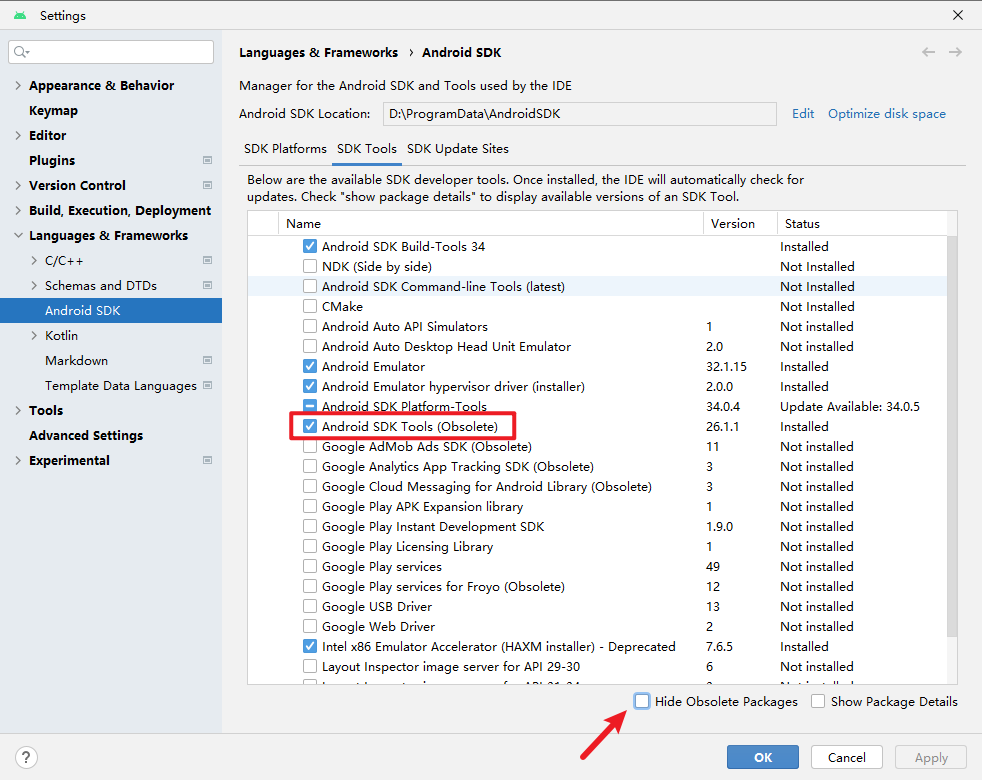 Settings
Languages & Frameworks › Android SDK
Appearance & Behavior
Keymap
Editor
Plugins
Version Control
Build, Execution, Deployment
Languages & Frameworks
C/C++
Schemas and DTDs
Android SDK
Kotlin
Markdown
Template Data Languages
Tools
Advanced Settings
Experimental
Manager for the Android SDK and Tools used by the IDE
Android SDK Location: D:\ProgramData\AndroidSDK Edit Optimize disk space
SDK Platforms SDK Tools SDK Update Sites
Below are the available SDK developer tools. Once installed, the IDE will automatically check for
updates. Check "show package details" to display available versions of an SDK Tool.
Name Version Status
Android SDK Build-Tools 34 Installed
NDK (Side by side) Not Installed
Android SDK Command-line Tools (latest) Not Installed
CMake Not Installed
Android Auto API Simulators 1 Not installed
Android Auto Desktop Head Unit Emulator 2.0 Not installed
Android Emulator 32.1.15 Installed
Android Emulator hypervisor driver (installer) 2.0.0 Installed
Android SDK Platform-Tools 34.0.4 Update Available: 34.0.5
Android SDK Tools (Obsolete) 26.1.1 Installed
Google AdMob Ads SDK (Obsolete) 11 Not installed
Google Analytics App Tracking SDK (Obsolete) 3 Not installed
Google Cloud Messaging for Android Library (Obsolete) 3 Not installed
Google Play APK Expansion library 1 Not installed
Google Play Instant Development SDK 1.9.0 Not installed
Google Play Licensing Library 1 Not installed
Google Play services 49 Not installed
Google Play services for Froyo (Obsolete) 12 Not installed
Google USB Driver 13 Not installed
Google Web Driver 2 Not installed
Intel x86 Emulator Accelerator (HAXM installer) - Deprecated 7.6.5 Installed
Layout Inspector image server for API 29-30 6 Not installed
Hide Obsolete Packages Show Package Details
? OK Cancel Apply